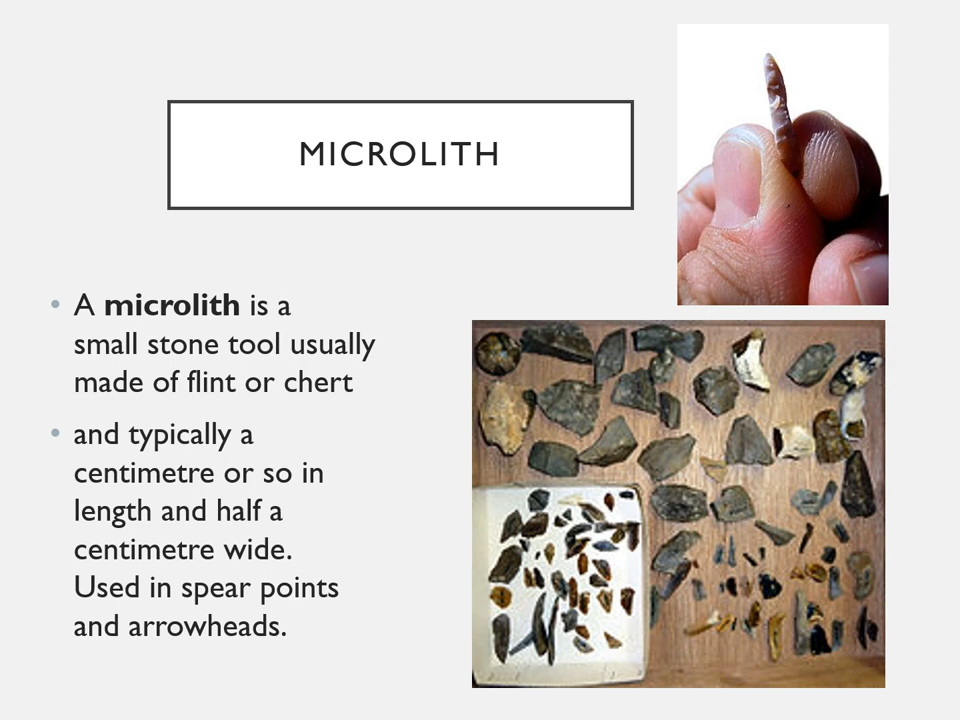 MICROLITH
• A microlith is a
small stone tool usually
made of flint or chert
• and typically a
centimetre or so in
length and half a
centimetre wide.
Used in spear points
and arrowheads.